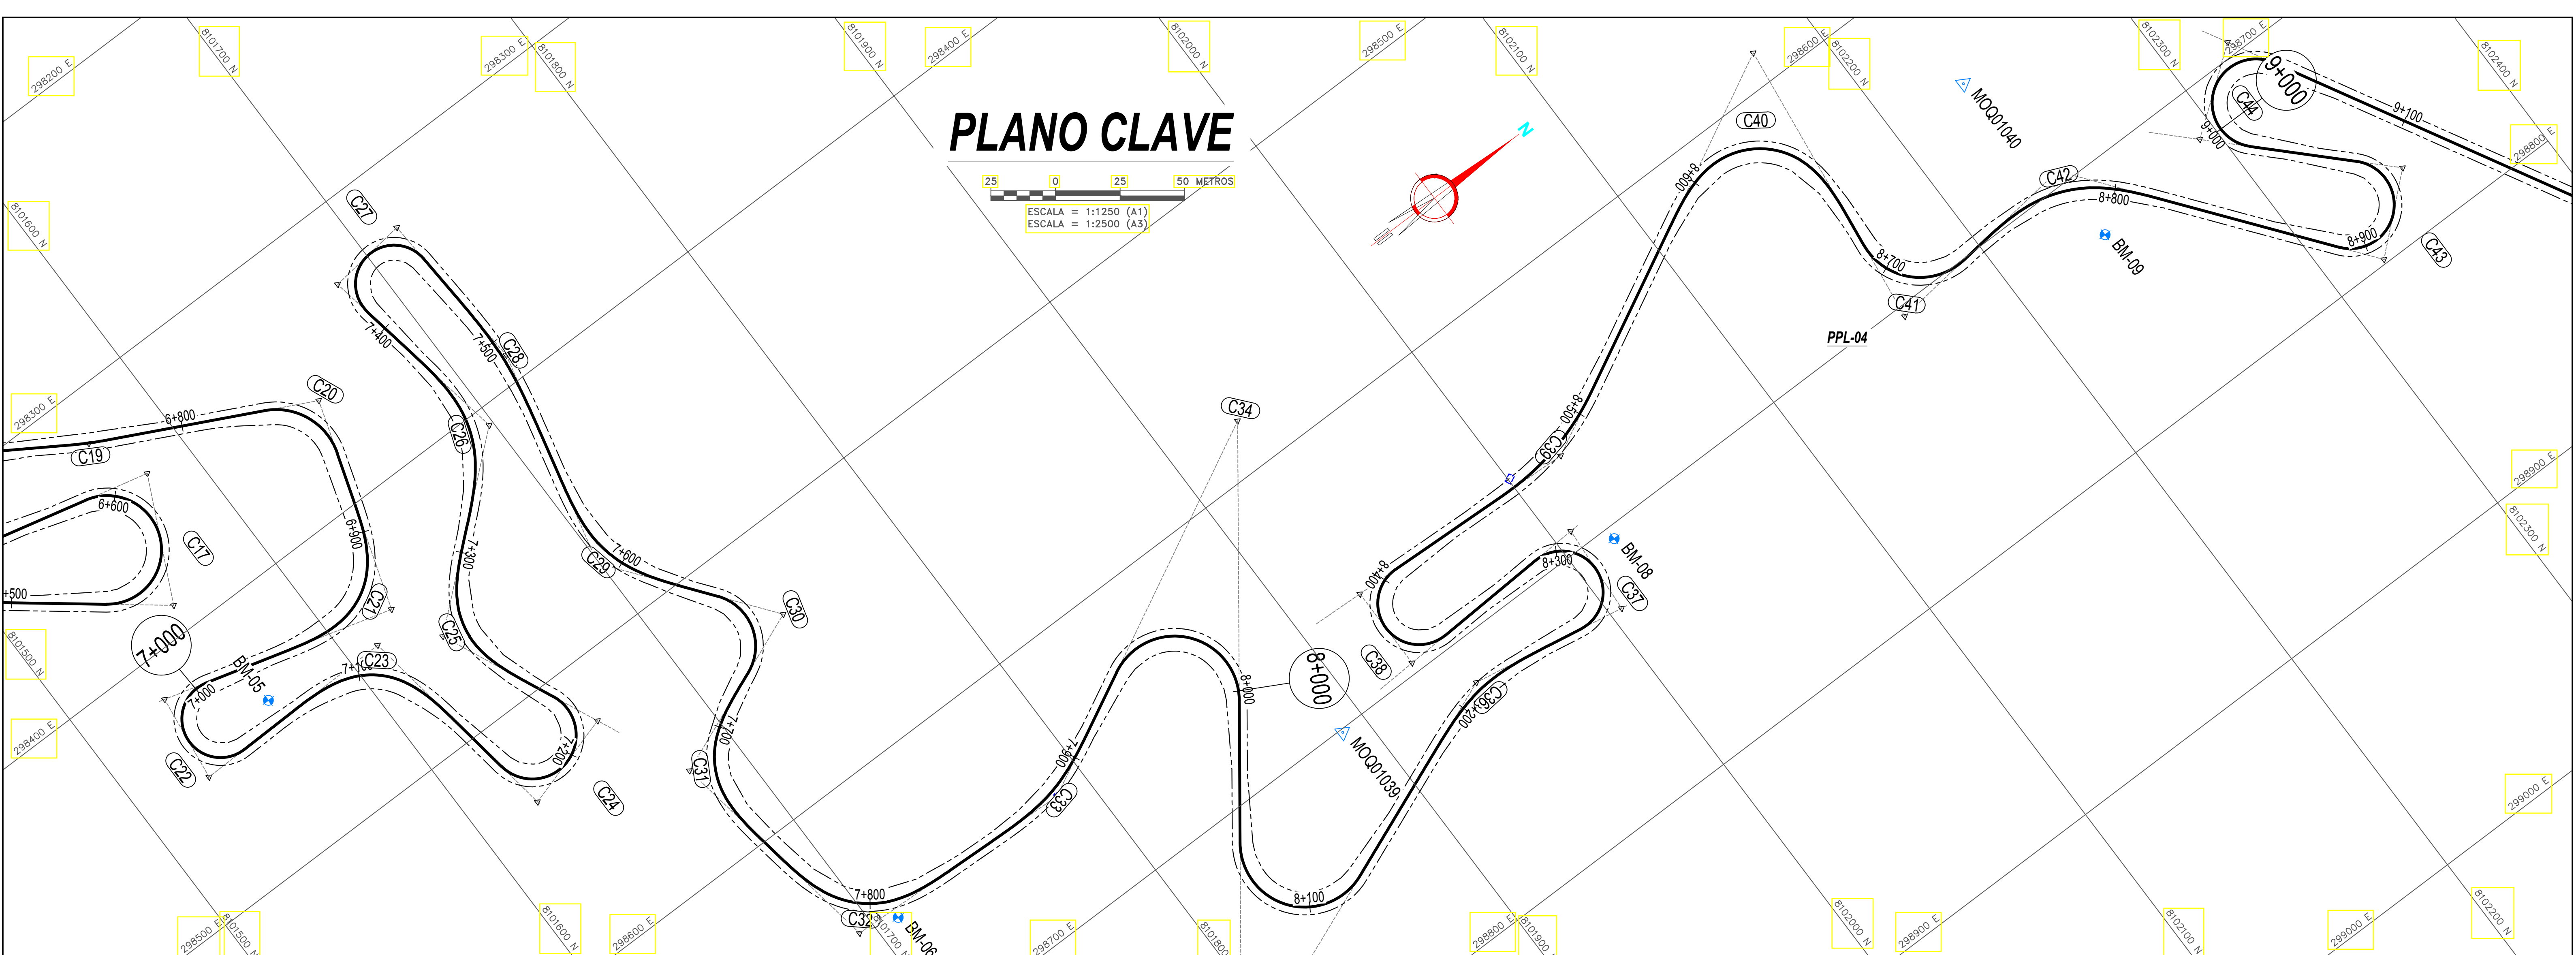 298200 E
8101700 N
298300 E
8101800 N
8101900 N
298400 E
8102000 N
298500 E
8102100 N
298600 E
8102200 N
8102300 N
298700 E
8102400 N
PLANO CLAVE
25 0 25 50 METROS
ESCALA = 1:1250 (A1)
ESCALA = 1:2500 (A3)
N
C40
MOQ01040
C44
9+000
9+000
9+100
298800 E
8101600 N
C27
8+600
C42
8+800
BM-09
8+900
C43
8+700
C41
PPL-04
7+400
7+500
C28
C20
298300 E
6+800
C19
C26
C34
8+500
C39
298900 E
8102300 N
6+600
C17
6+900
7+300
C29
7+600
8+400
8+300
BM-08
C37
+500
C21
C30
8101500 N
7+000
C25
C23
7+100
BM-05
7+000
C38
8+000
8+000
C36
8+200
298400 E
C22
7+200
C24
7+700
C31
7+900
C33
MOQ01039
299000 E
7+800
C32
8+100
BM-06
298500 E
8101500 N
8101600 N
298600 E
8101700 N
298700 E
8101800
298800 E
8101900 N
8102000 N
298900 E
8102100 N
299000 E
8102200 N